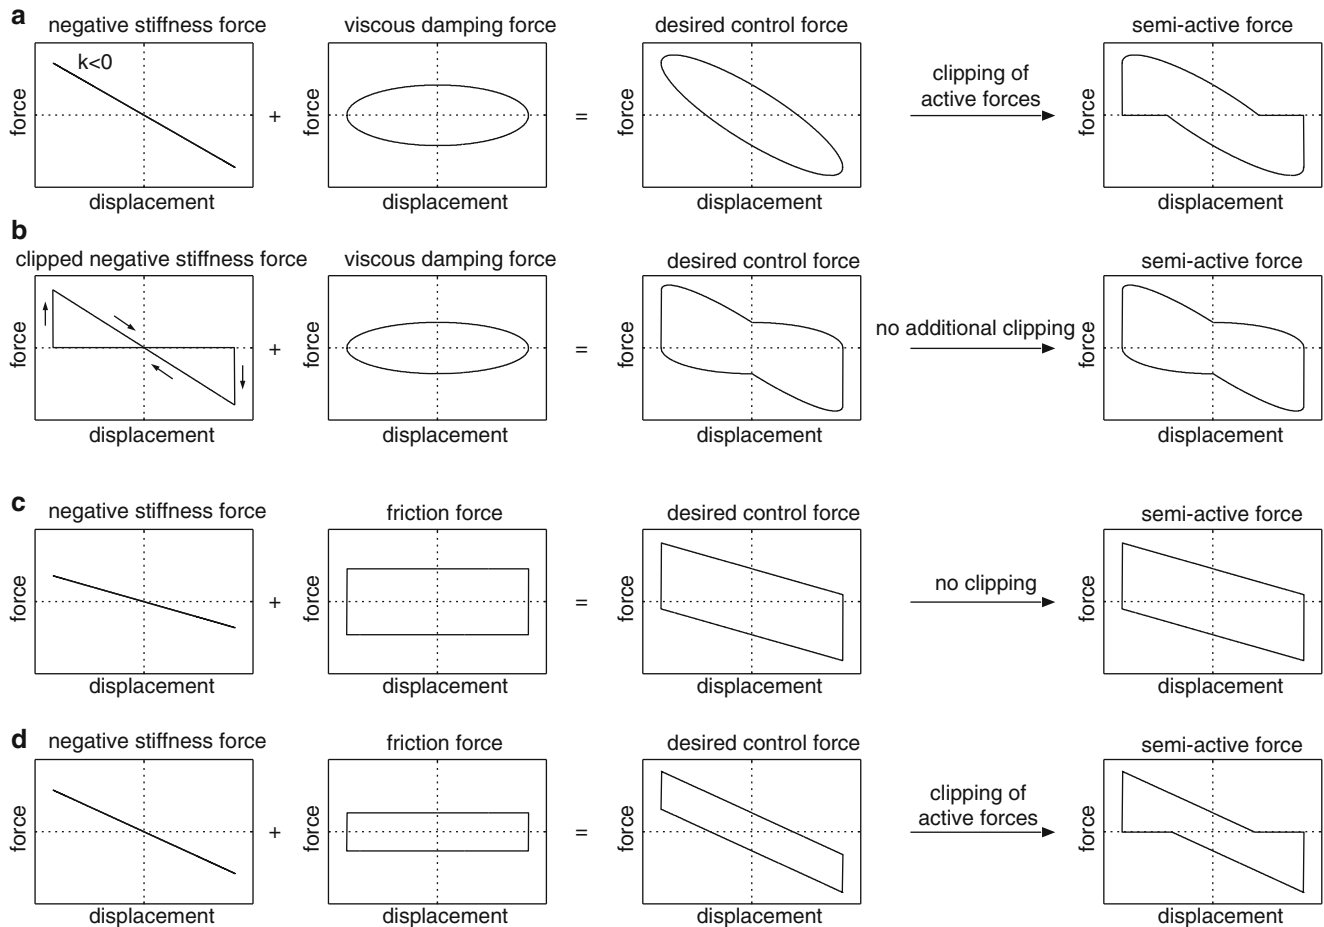 a
negative stiffness force
viscous damping force
desired control force
semi-active force
k<0
force
displacement
+
force
displacement
=
force
displacement
clipping of
active forces
force
displacement
b
clipped negative stiffness force
viscous damping force
desired control force
semi-active force
force
displacement
+
force
displacement
=
force
displacement
no additional clipping
force
displacement
c
negative stiffness force
friction force
desired control force
semi-active force
force
displacement
+
force
displacement
=
force
displacement
no clipping
force
displacement
d
negative stiffness force
friction force
desired control force
semi-active force
force
displacement
+
force
displacement
=
force
displacement
clipping of
active forces
force
displacement